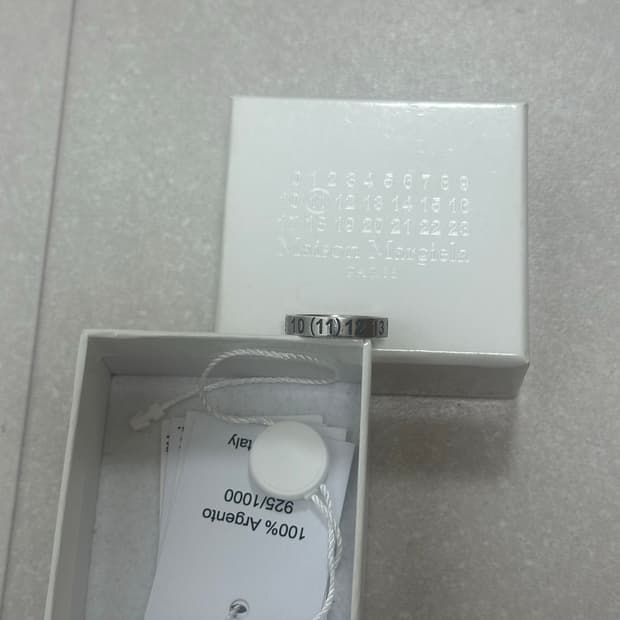 0 1 2 3 4 5 6 7 8 9
10 11 12 13 14 15 16
17 18 19 20 21 22 23
Maison Margiela
PARIS
10 (11) 12 13
100% Argento
925/1000